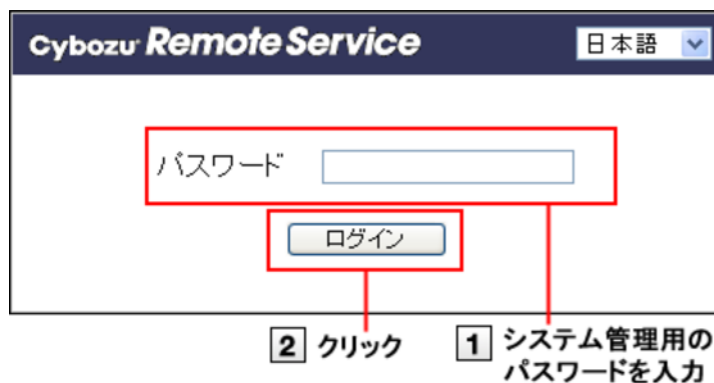 Cybozu Remote Service 日本語
パスワード
ログイン
2 クリック
1 システム管理用の
パスワードを入力